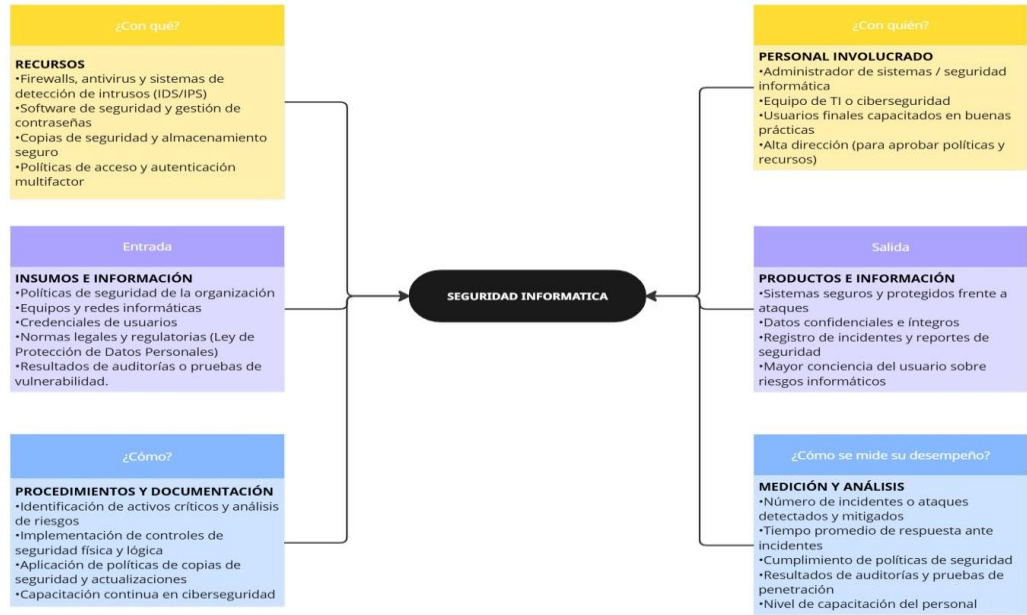 ¿Con qué?
RECURSOS
•Firewalls, antivirus y sistemas de
detección de intrusos (IDS/IPS)
•Software de seguridad y gestión de
contraseñas
•Copias de seguridad y almacenamiento
seguro
•Políticas de acceso y autenticación
multifactor
¿Con quién?
PERSONAL INVOLUCRADO
•Administrador de sistemas / seguridad
informática
•Equipo de TI o ciberseguridad
•Usuarios finales capacitados en buenas
prácticas
•Alta dirección (para aprobar políticas y
recursos)
Entrada
INSUMOS E INFORMACIÓN
•Políticas de seguridad de la organización
•Equipos y redes informáticas
•Credenciales de usuarios
•Normas legales y regulatorias (Ley de
Protección de Datos Personales)
•Resultados de auditorías o pruebas de
vulnerabilidad.
SEGURIDAD INFORMATICA
Salida
PRODUCTOS E INFORMACIÓN
•Sistemas seguros y protegidos frente a
ataques
•Datos confidenciales e íntegros
•Registro de incidentes y reportes de
seguridad
•Mayor conciencia del usuario sobre
riesgos informáticos
¿Cómo?
PROCEDIMIENTOS Y DOCUMENTACIÓN
•Identificación de activos críticos y análisis
de riesgos
•Implementación de controles de
seguridad física y lógica
•Aplicación de políticas de copias de
seguridad y actualizaciones
•Capacitación continua en ciberseguridad
¿Cómo se mide su desempeño?
MEDICIÓN Y ANÁLISIS
•Número de incidentes o ataques
detectados y mitigados
•Tiempo promedio de respuesta ante
incidentes
•Cumplimiento de políticas de seguridad
•Resultados de auditorías y pruebas de
penetración
•Nivel de capacitación del personal